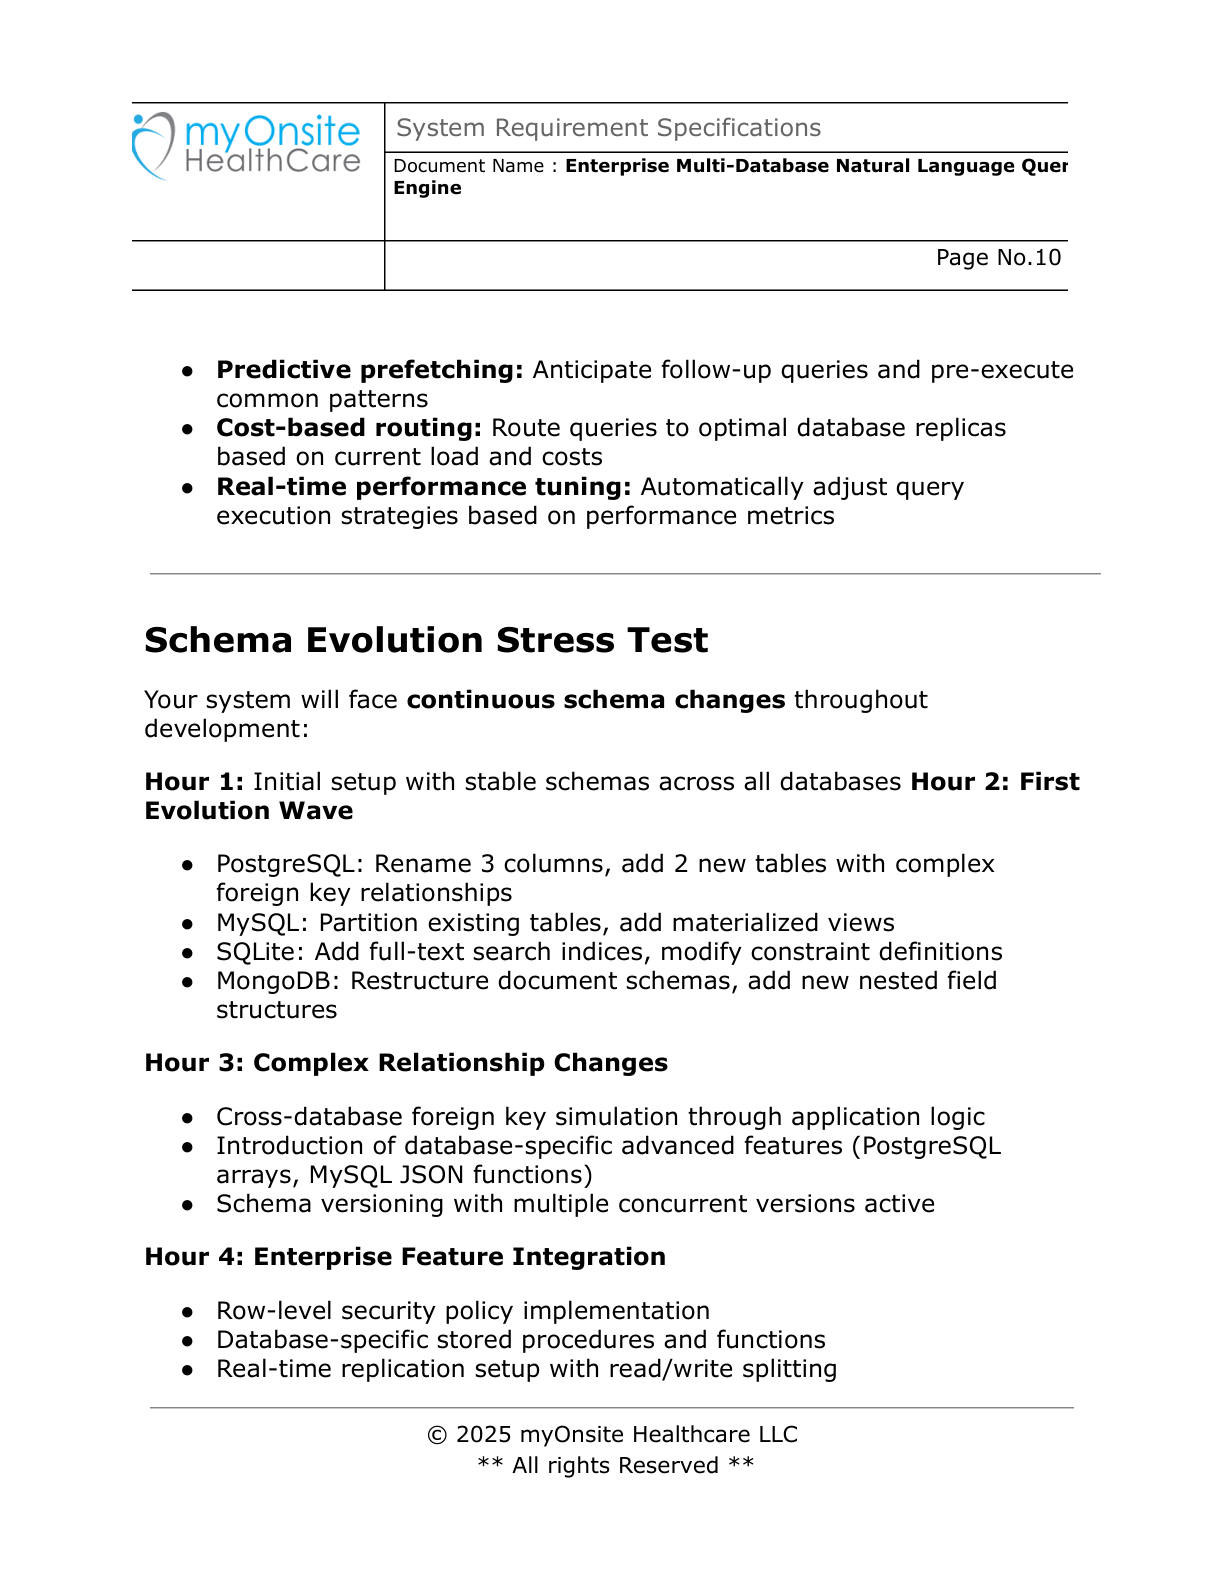 myOnsite
HealthCare
System Requirement Specifications
Document Name : Enterprise Multi-Database Natural Language Quer
Engine
Page No.10
● Predictive prefetching: Anticipate follow-up queries and pre-execute
common patterns
● Cost-based routing: Route queries to optimal database replicas
based on current load and costs
● Real-time performance tuning: Automatically adjust query
execution strategies based on performance metrics
Schema Evolution Stress Test
Your system will face continuous schema changes throughout
development:
Hour 1: Initial setup with stable schemas across all databases Hour 2: First
Evolution Wave
● PostgreSQL: Rename 3 columns, add 2 new tables with complex
foreign key relationships
● MySQL: Partition existing tables, add materialized views
● SQLite: Add full-text search indices, modify constraint definitions
● MongoDB: Restructure document schemas, add new nested field
structures
Hour 3: Complex Relationship Changes
● Cross-database foreign key simulation through application logic
● Introduction of database-specific advanced features (PostgreSQL
arrays, MySQL JSON functions)
● Schema versioning with multiple concurrent versions active
Hour 4: Enterprise Feature Integration
● Row-level security policy implementation
● Database-specific stored procedures and functions
● Real-time replication setup with read/write splitting
© 2025 myOnsite Healthcare LLC
** All rights Reserved **